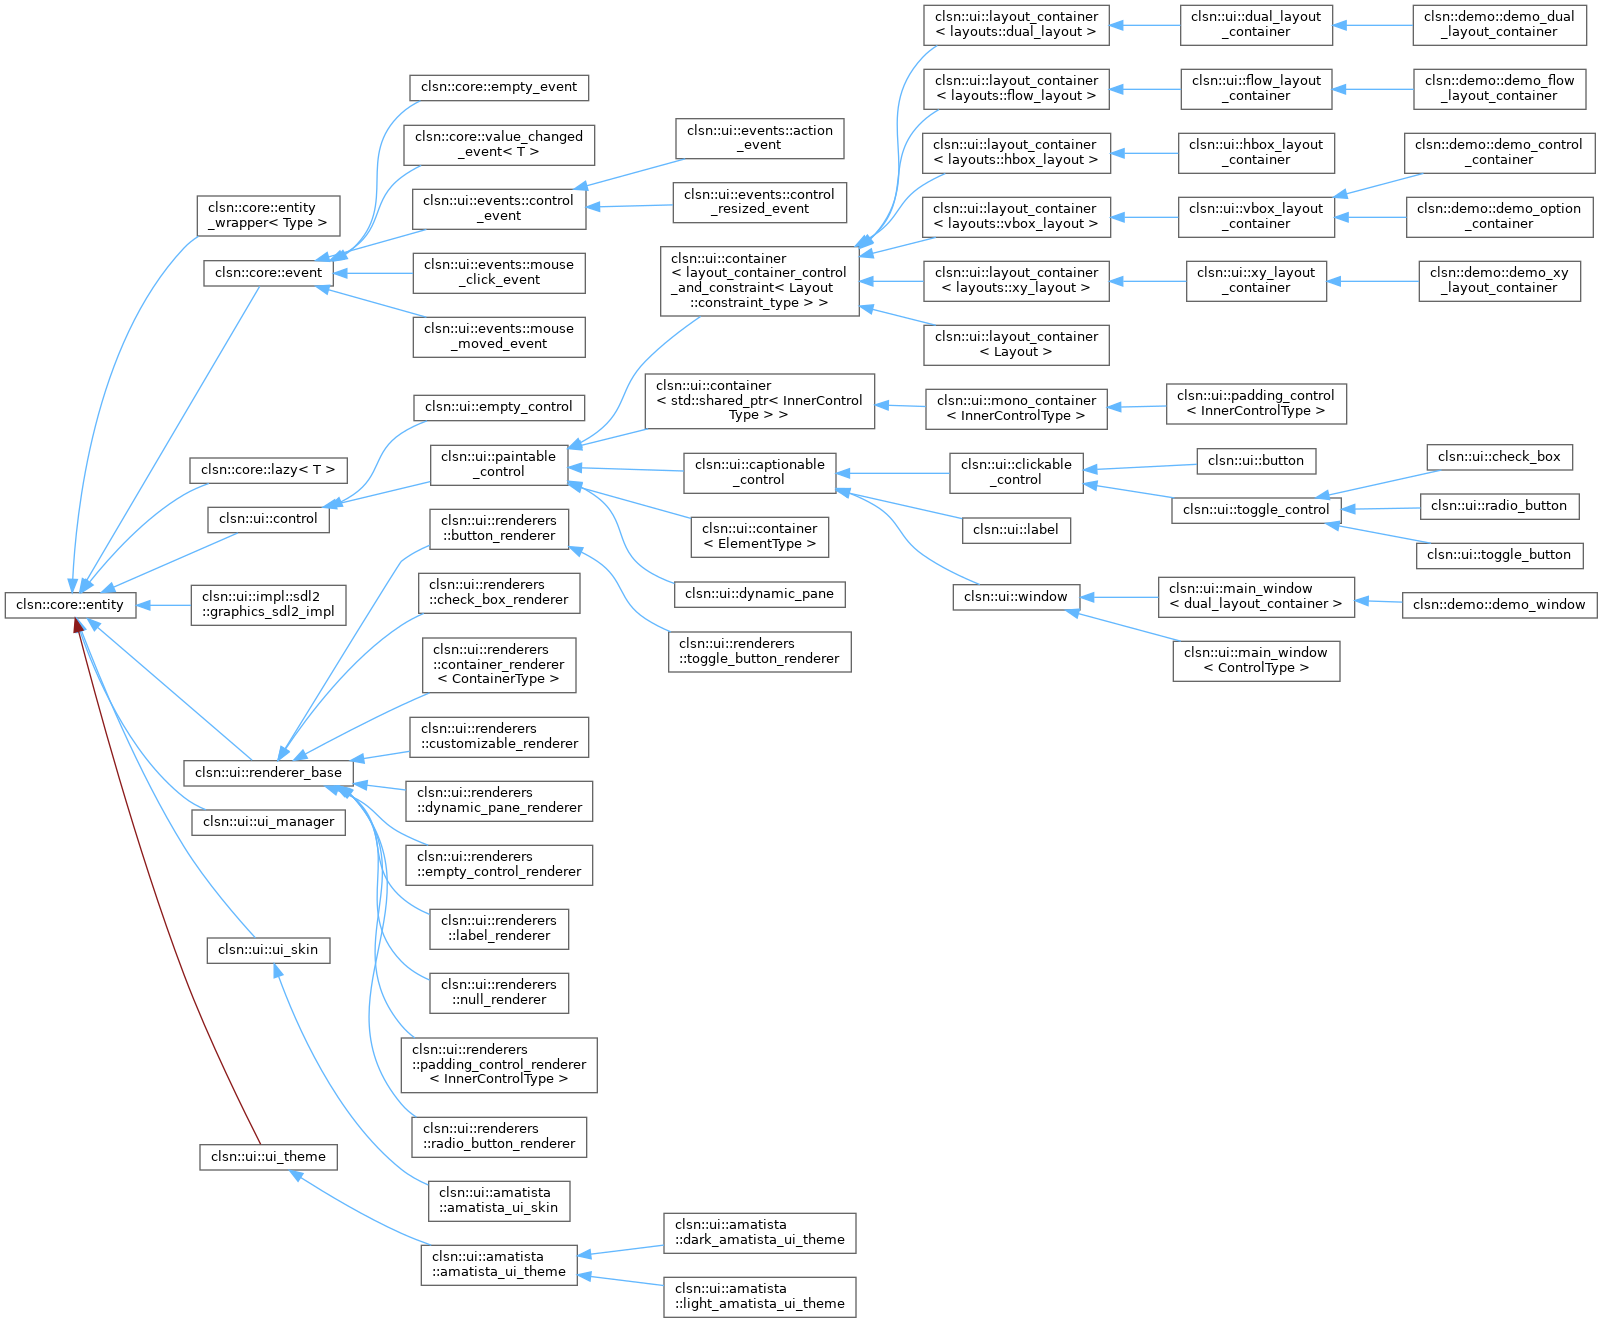 clsn::core::entity
clsn::core::entity
_wrapper< Type >
clsn::core::event
clsn::core::empty_event
clsn::core::value_changed
_event< T >
clsn::ui::events::control
_event
clsn::ui::events::action
_event
clsn::ui::events::control
_resized_event
clsn::ui::events::mouse
_click_event
clsn::ui::events::mouse
_moved_event
clsn::core::lazy< T >
clsn::ui::control
clsn::ui::empty_control
clsn::ui::paintable
_control
clsn::ui::container
< layout_container_control
_and_constraint< Layout
::constraint_type > >
clsn::ui::layout_container
< layouts::dual_layout >
clsn::ui::dual_layout
_container
clsn::demo::demo_dual
_layout_container
clsn::ui::layout_container
< layouts::flow_layout >
clsn::ui::flow_layout
_container
clsn::demo::demo_flow
_layout_container
clsn::ui::layout_container
< layouts::hbox_layout >
clsn::ui::hbox_layout
_container
clsn::ui::layout_container
< layouts::vbox_layout >
clsn::ui::vbox_layout
_container
clsn::demo::demo_control
_container
clsn::demo::demo_option
_container
clsn::ui::layout_container
< layouts::xy_layout >
clsn::ui::xy_layout
_container
clsn::demo::demo_xy
_layout_container
clsn::ui::layout_container
< Layout >
clsn::ui::container
< std::shared_ptr< InnerControl
Type > >
clsn::ui::mono_container
< InnerControlType >
clsn::ui::padding_control
< InnerControlType >
clsn::ui::captionable
_control
clsn::ui::clickable
_control
clsn::ui::button
clsn::ui::toggle_control
clsn::ui::check_box
clsn::ui::radio_button
clsn::ui::toggle_button
clsn::ui::label
clsn::ui::window
clsn::ui::main_window
< dual_layout_container >
clsn::demo::demo_window
clsn::ui::main_window
< ControlType >
clsn::ui::container
< ElementType >
clsn::ui::dynamic_pane
clsn::ui::impl::sdl2
::graphics_sdl2_impl
clsn::ui::renderer_base
clsn::ui::renderers
::button_renderer
clsn::ui::renderers
::toggle_button_renderer
clsn::ui::renderers
::check_box_renderer
clsn::ui::renderers
::container_renderer
< ContainerType >
clsn::ui::renderers
::customizable_renderer
clsn::ui::renderers
::dynamic_pane_renderer
clsn::ui::renderers
::empty_control_renderer
clsn::ui::renderers
::label_renderer
clsn::ui::renderers
::null_renderer
clsn::ui::renderers
::padding_control_renderer
< InnerControlType >
clsn::ui::renderers
::radio_button_renderer
clsn::ui::ui_manager
clsn::ui::ui_skin
clsn::ui::amatista
::amatista_ui_skin
clsn::ui::ui_theme
clsn::ui::amatista
::amatista_ui_theme
clsn::ui::amatista
::dark_amatista_ui_theme
clsn::ui::amatista
::light_amatista_ui_theme